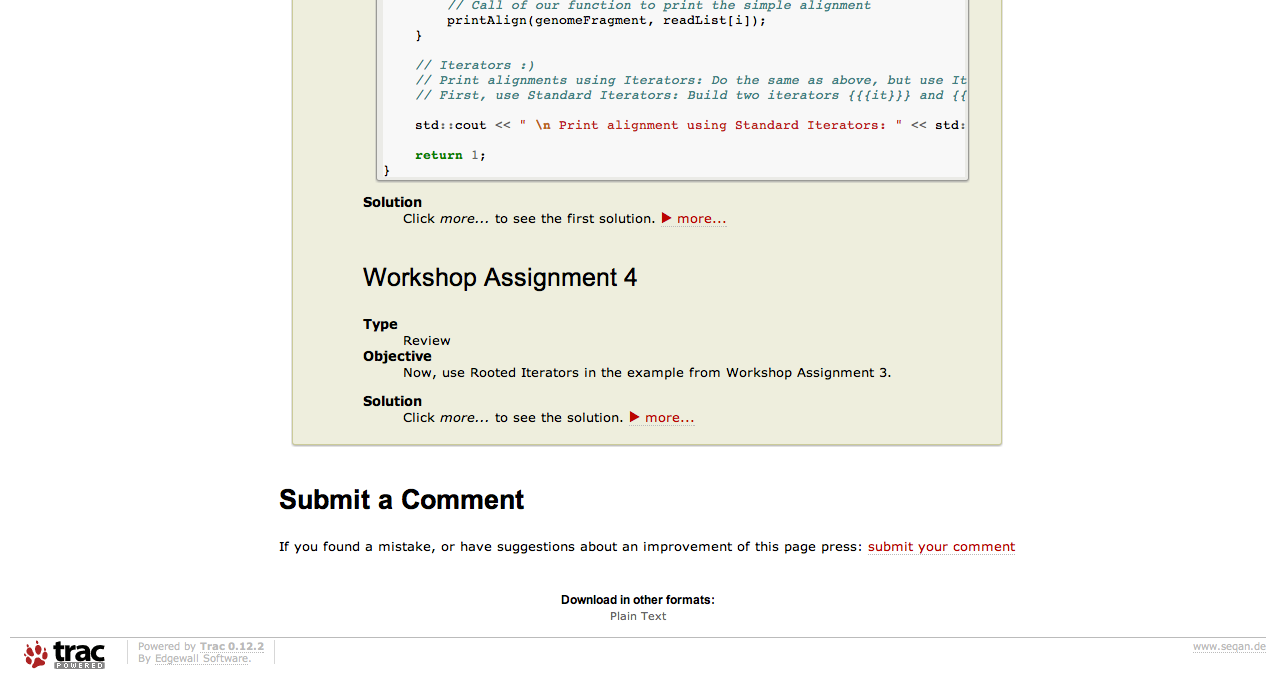 // Call of our function to print the simple alignment
printAlign(genomeFragment, readList[i]);
}
// Iterators :)
// Print alignments using Iterators: Do the same as above, but use It
// First, use Standard Iterators: Build two iterators {{{it}}} and {{
std::cout << " \n Print alignment using Standard Iterators: " << std:
return 1;
}
Solution
Click more... to see the first solution. ▶ more...
Workshop Assignment 4
Type
Review
Objective
Now, use Rooted Iterators in the example from Workshop Assignment 3.
Solution
Click more... to see the solution. ▶ more...
Submit a Comment
If you found a mistake, or have suggestions about an improvement of this page press: submit your comment
Download in other formats:
Plain Text
trac
POWERED
Powered by Trac 0.12.2
By Edgewall Software.
www.seqan.de